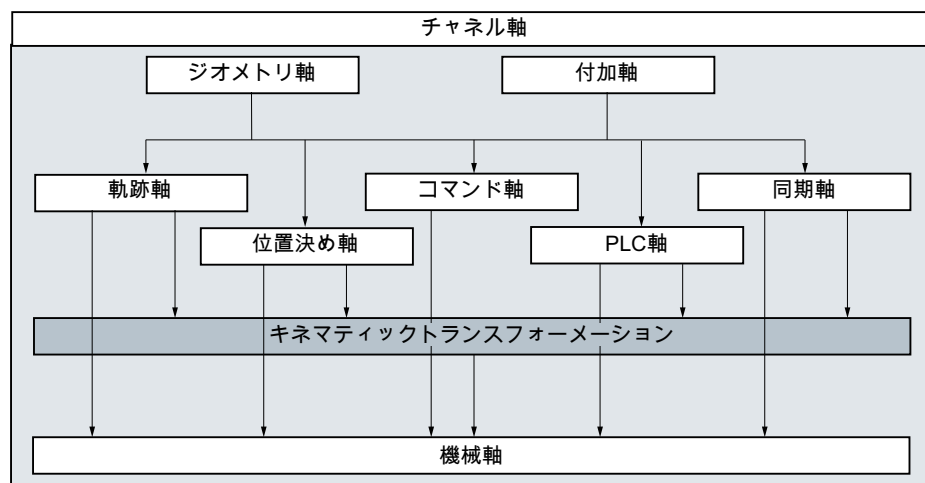 チャネル軸
ジオメトリ軸
付加軸
軌跡軸
コマンド軸
同期軸
位置決め軸
PLC軸
キネマティックトランスフォーメーション
機械軸